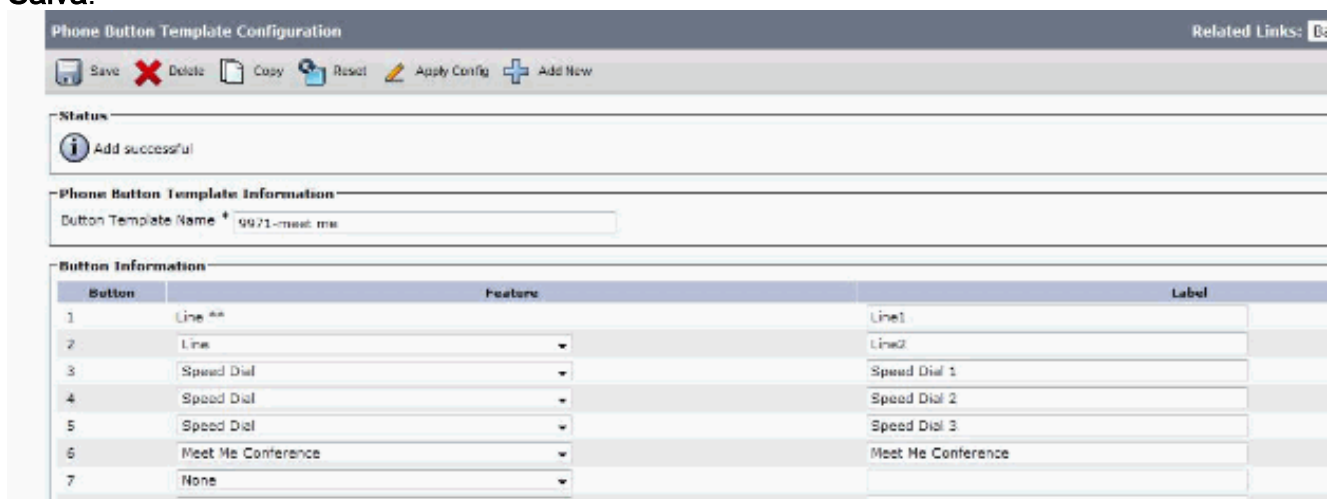 Salva.
Phone Button Template Configuration Related Links: Ba
Save Delete Copy Reset Apply Config Add New
Status
Add successful
Phone Button Template Information
Button Template Name * 9971-meet me
Button Information
Button Feature Label
1 Line ** Line1
2 Line Line2
3 Speed Dial Speed Dial 1
4 Speed Dial Speed Dial 2
5 Speed Dial Speed Dial 3
6 Meet Me Conference Meet Me Conference
7 None